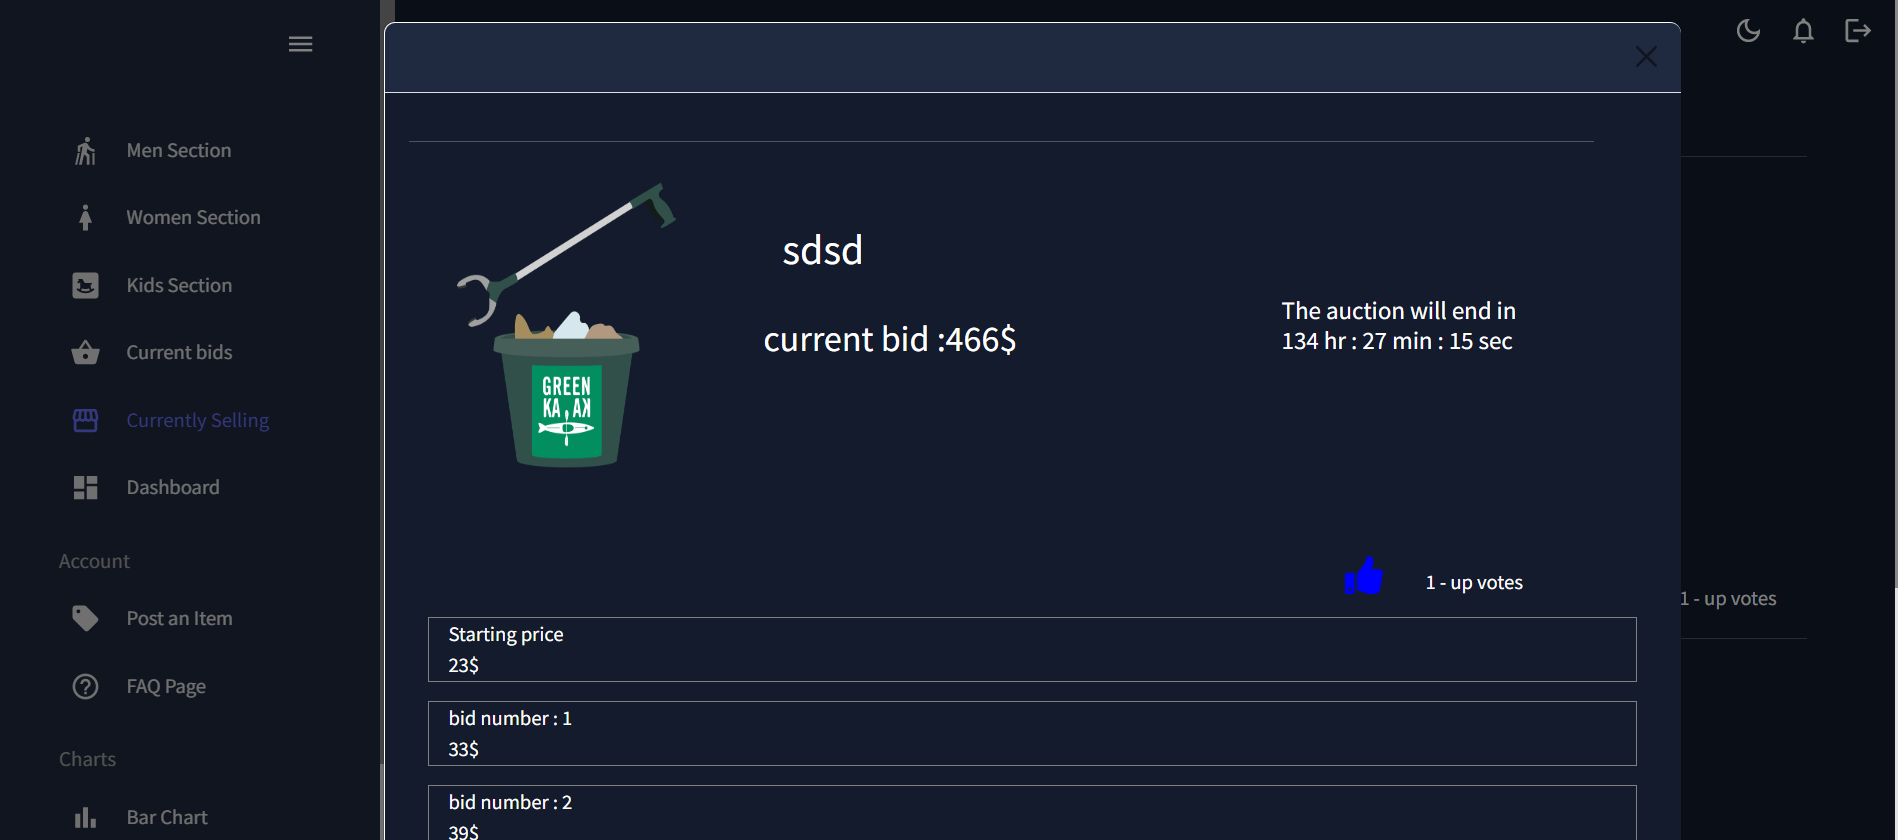 Men Section
Women Section
Kids Section
Current bids
Currently Selling
Dashboard
Account
Post an Item
FAQ Page
Charts
Bar Chart
sdsd
current bid :466$
The auction will end in
134 hr : 27 min : 15 sec
GREEN
KA AK
1 - up votes
Starting price
23$
bid number : 1
33$
bid number : 2
39$
1 - up votes